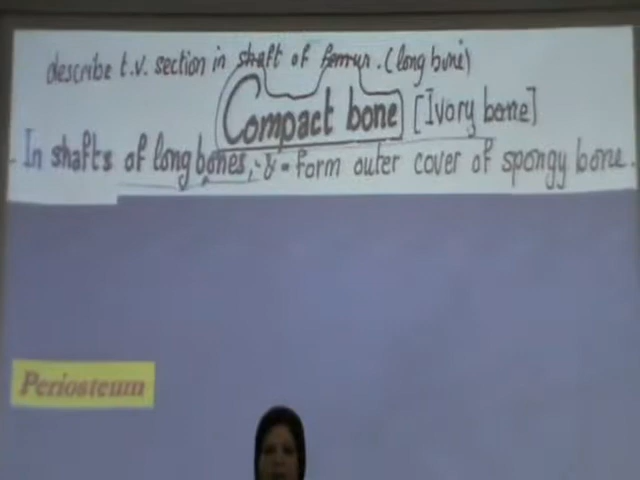 describe t.v. section in shaft of femur. (long bone)
Compact bone [Ivory bone]
- In shafts of long bones, - & - form outer cover of spongy bone.
Periosteum